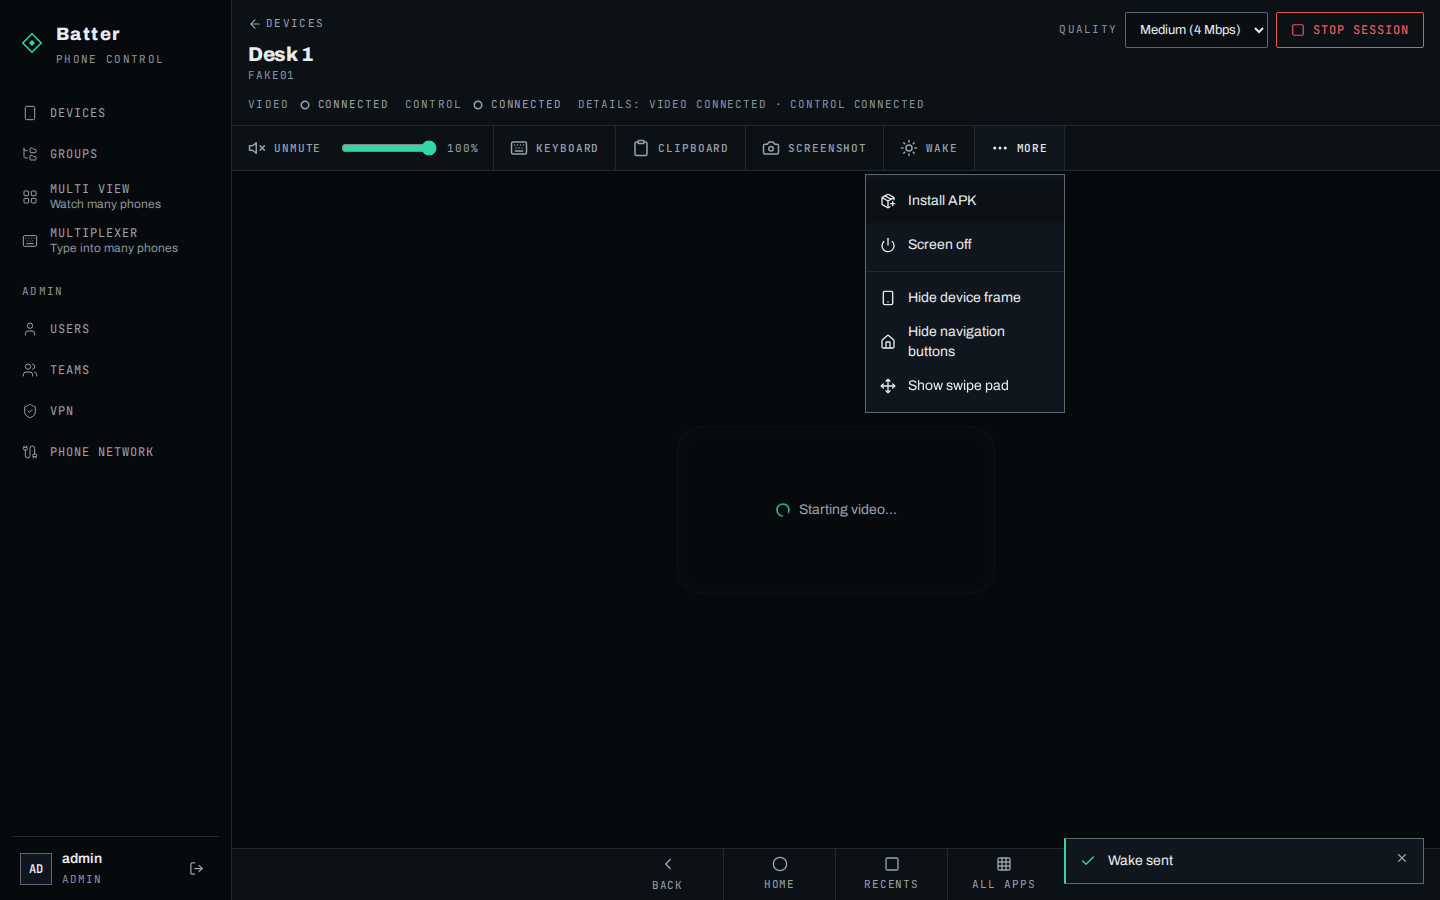 Batter
PHONE CONTROL
DEVICES
GROUPS
MULTI VIEW
Watch many phones
MULTIPLEXER
Type into many phones
ADMIN
USERS
TEAMS
VPN
PHONE NETWORK
AD
admin
ADMIN
DEVICES
Desk 1
FAKE01
VIDEO CONNECTED CONTROL CONNECTED DETAILS: VIDEO CONNECTED · CONTROL CONNECTED
QUALITY Medium (4 Mbps) STOP SESSION
UNMUTE 100% KEYBOARD CLIPBOARD SCREENSHOT WAKE MORE
Install APK
Screen off
Hide device frame
Hide navigation
buttons
Show swipe pad
Starting video...
BACK HOME RECENTS ALL APPS
Wake sent